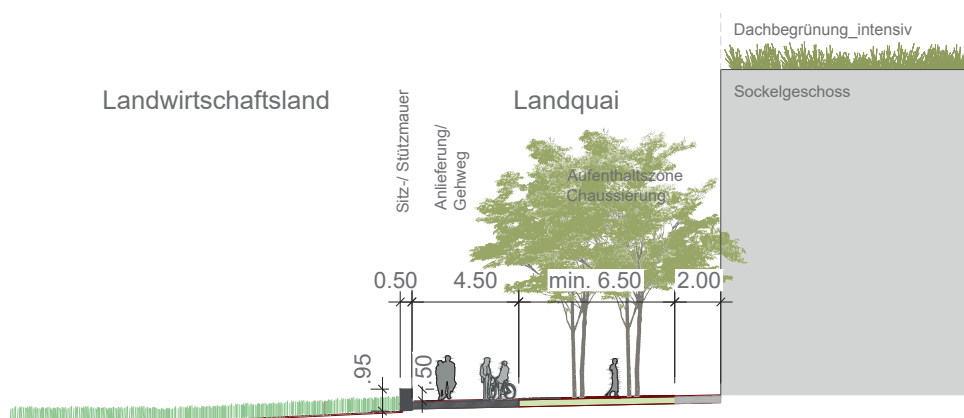 Dachbegrünung_intensiv
Landwirtschaftsland
Sitz-/ Stützmauer
Anlieferung/
Gehweg
Landquai
Sockelgeschoss
Aufenthaltszone
Chaussierung
0.50
4.50
min. 6.50
2.00
.95
.50